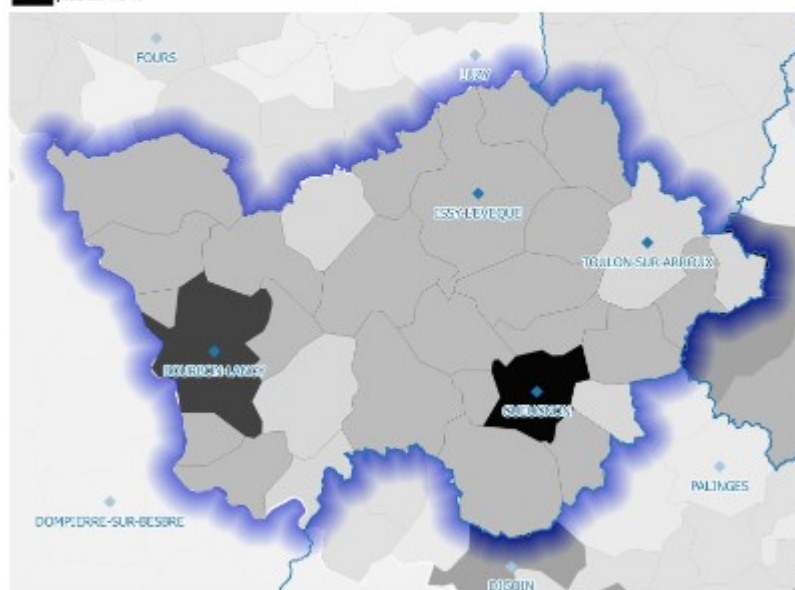 FOURS
LUZY
ISSY-L'EVEQUE
TOULON-SUR-ARROUX
BOURBON-LANCY
GUEUGNON
PALINGES
DOMPIERRE-SUR-BESBRE
DIGOIN